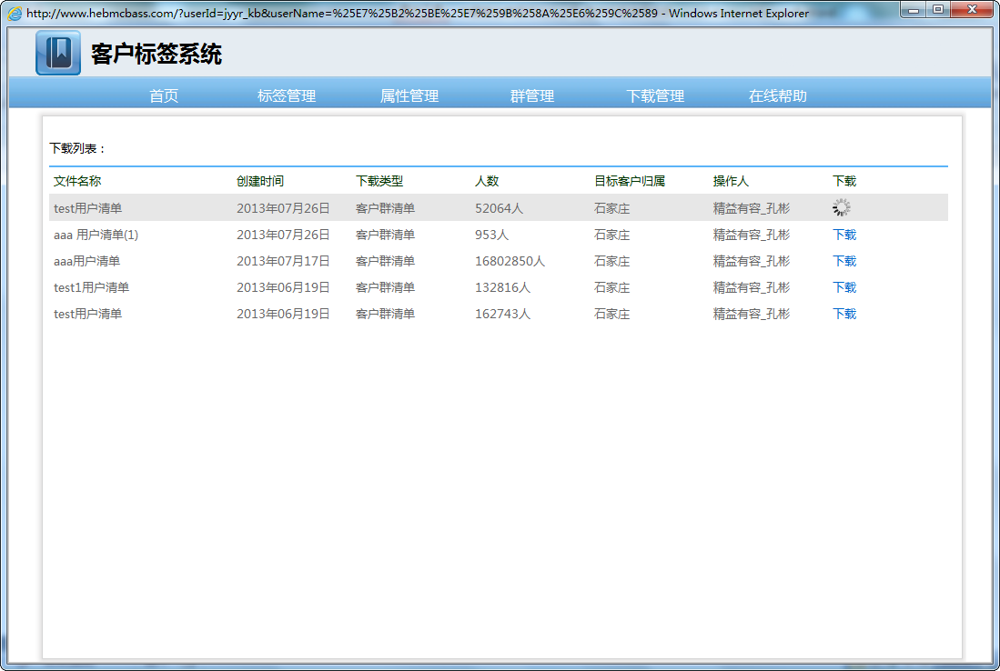 http://www.hebmcbass.com/?userId=jyyr_kb&userName=%25E7%25B2%25BE%25E7%259B%258A%25E6%259C%2589 - Windows Internet Explorer
客户标签系统
首页 标签管理 属性管理 群管理 下载管理 在线帮助
下载列表：
文件名称 创建时间 下载类型 人数 目标客户归属 操作人 下载
test用户清单 2013年07月26日 客户群清单 52064人 石家庄 精益有容_孔彬
aaa 用户清单(1) 2013年07月26日 客户群清单 953人 石家庄 精益有容_孔彬 下载
aaa用户清单 2013年07月17日 客户群清单 16802850人 石家庄 精益有容_孔彬 下载
test1用户清单 2013年06月19日 客户群清单 132816人 石家庄 精益有容_孔彬 下载
test用户清单 2013年06月19日 客户群清单 162743人 石家庄 精益有容_孔彬 下载